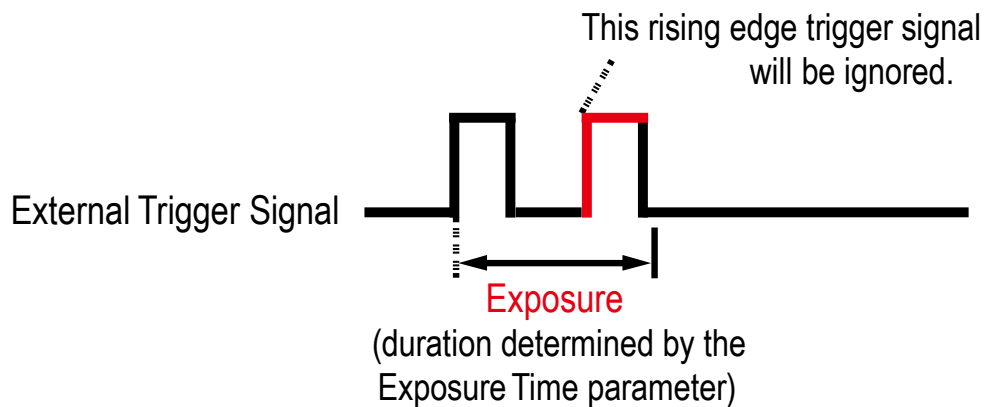 This rising edge trigger signal
will be ignored.
External Trigger Signal
Exposure
(duration determined by the
Exposure Time parameter)